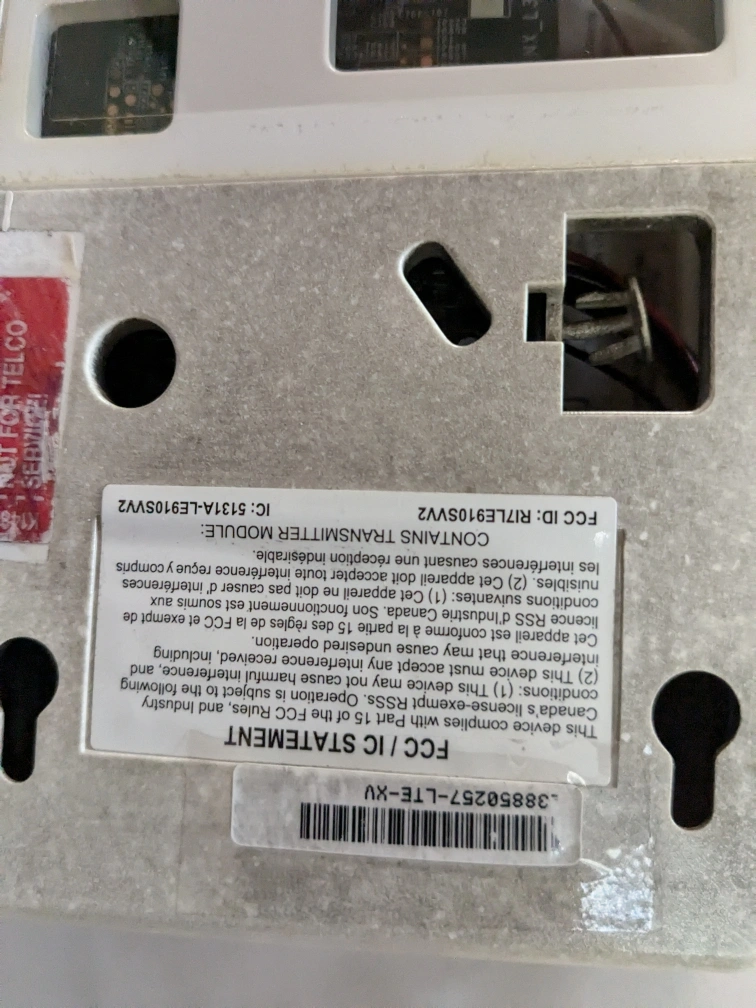 38850257-LTE-XV
FCC / IC STATEMENT
This device complies with Part 15 of the FCC Rules, and Industry
Canada's license-exempt RSSs. Operation is subject to the following
conditions: (1) This device may not cause harmful interference, and
(2) This device must accept any interference received, including
interference that may cause undesired operation.
Cet appareil est conforme à la partie 15 des règles de la FCC et exempt de
licence RSS d'Industrie Canada. Son fonctionnement est soumis aux
conditions suivantes: (1) Cet appareil ne doit pas causer d' interférences
nuisibles. (2) Cet appareil doit accepter toute interférence reçue y compris
les interférences causant une réception indésirable.
CONTAINS TRANSMITTER MODULE:
FCC ID: RI7LE910SVV2 IC: 5131A-LE910SVV2
NOT FOR TELCO
SERVICE!